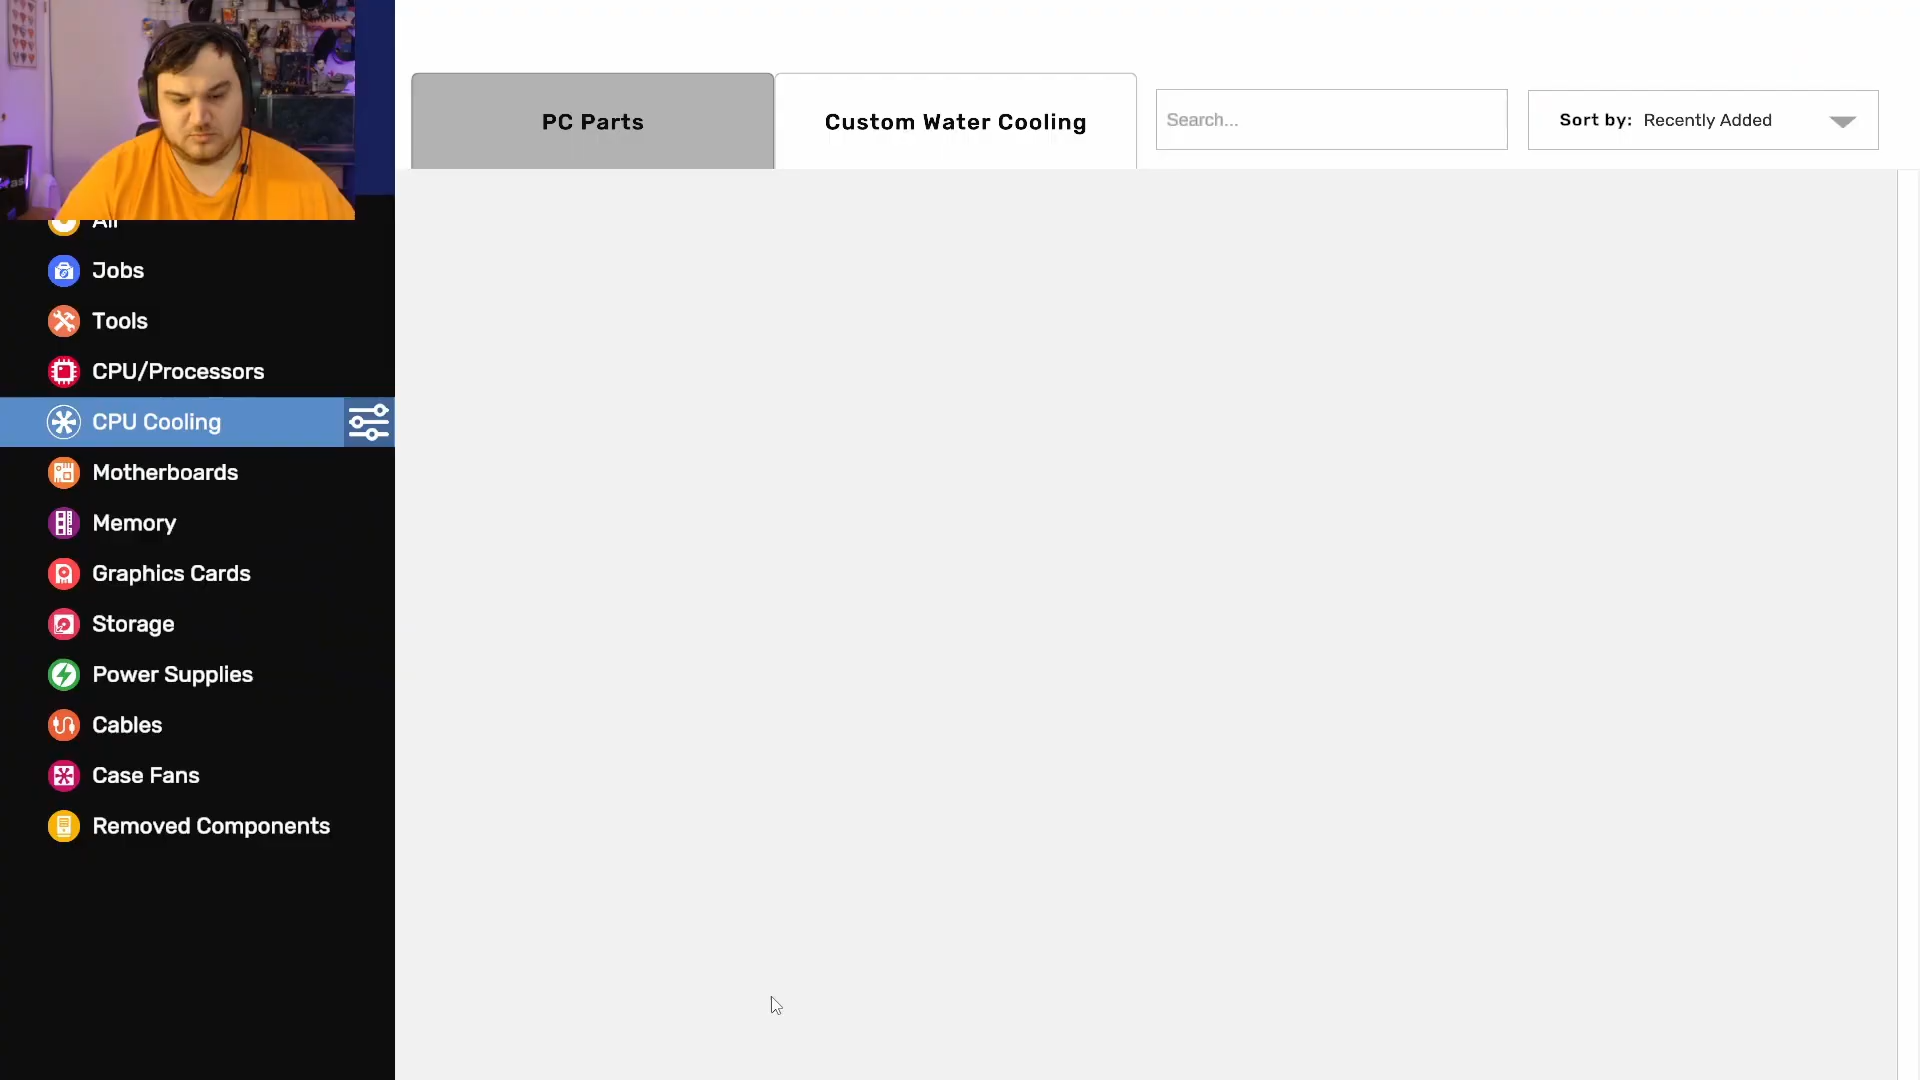 PC Parts
Custom Water Cooling
Search...
Sort by: Recently Added
All
Jobs
Tools
CPU/Processors
CPU Cooling
Motherboards
Memory
Graphics Cards
Storage
Power Supplies
Cables
Case Fans
Removed Components